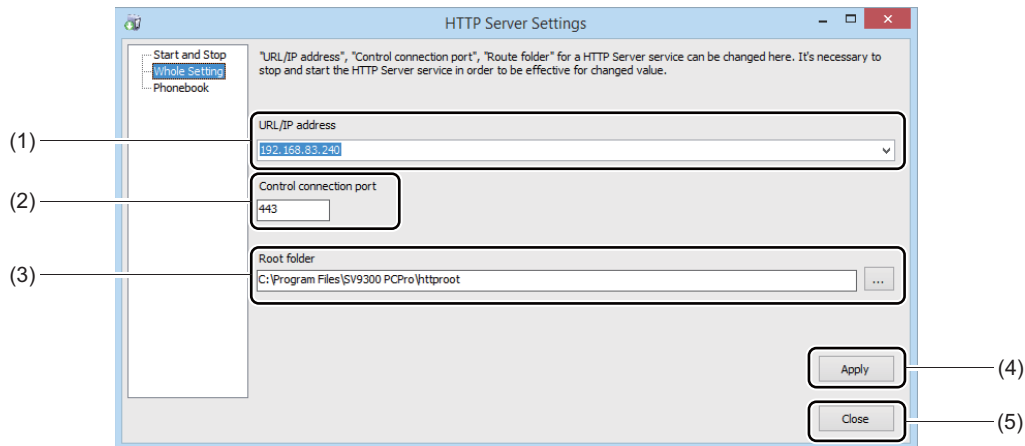 HTTP Server Settings
Start and Stop
Whole Setting
Phonebook
"URL/IP address", "Control connection port", "Route folder" for a HTTP Server service can be changed here. It's necessary to
stop and start the HTTP Server service in order to be effective for changed value.
(1)
URL/IP address
192.168.83.240
(2)
Control connection port
443
(3)
Root folder
C:\Program Files\SV9300 PCPro\httproot
...
Apply
(4)
Close
(5)